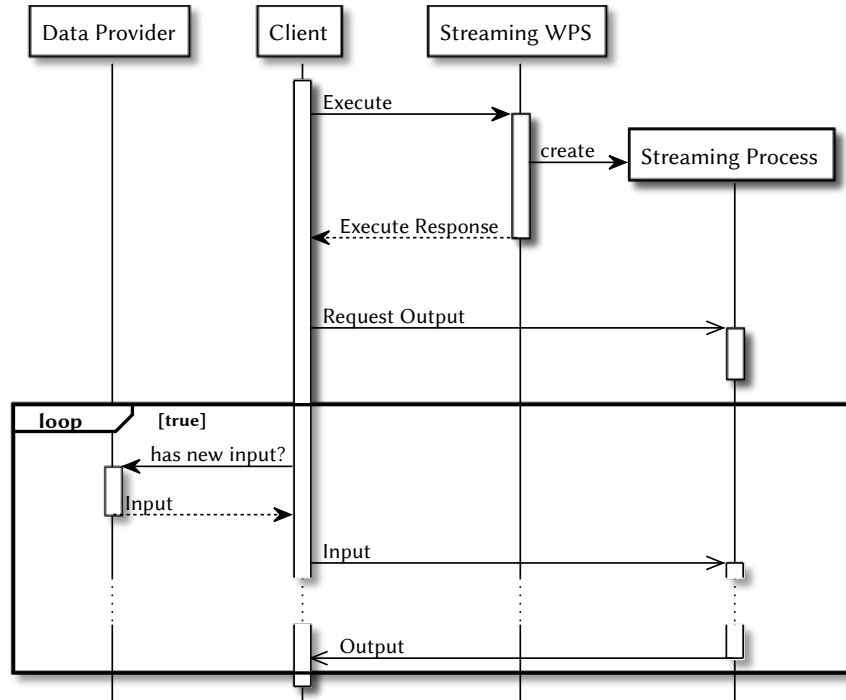 Data Provider
Client
Streaming WPS
Execute
create
Streaming Process
Execute Response
Request Output
loop
[true]
has new input?
Input
Input
Output